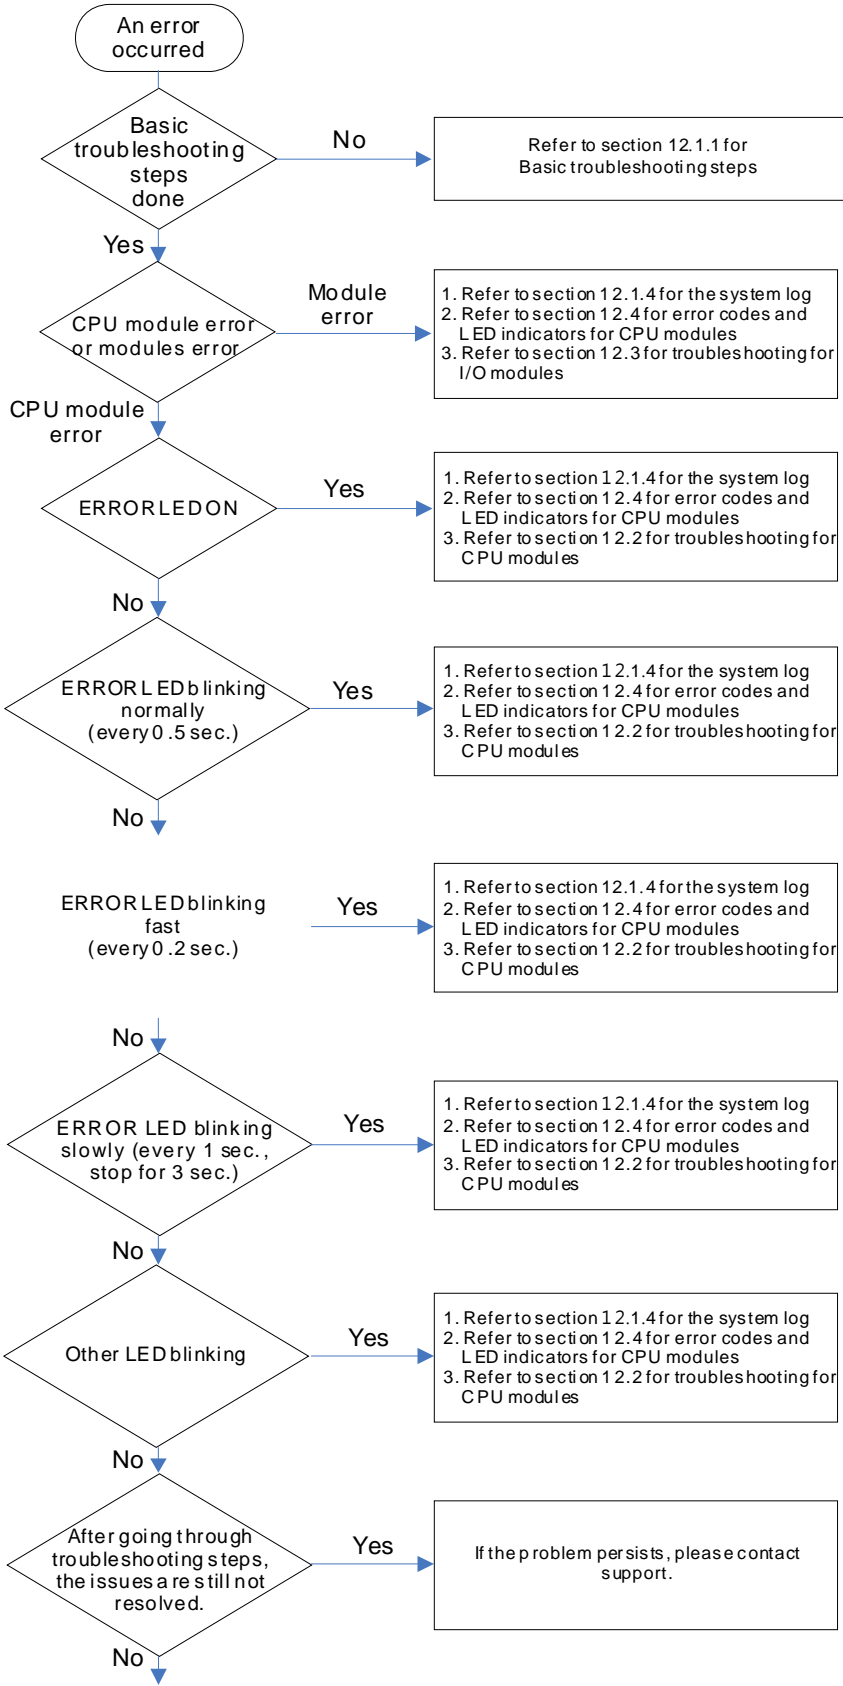 An error
occurred
Basic
troubleshooting
steps
done
No
Refer to section 12.1.1 for
Basic troubleshooting steps
Yes
CPU module error
or modules error
Module
error
1. Refer to section 12.1.4 for the system log
2. Refer to section 12.4 for error codes and
LED indicators for CPU modules
3. Refer to section 12.3 for troubleshooting for
I/O modules
CPU module
error
ERROR LED ON
Yes
1. Refer to section 12.1.4 for the system log
2. Refer to section 12.4 for error codes and
LED indicators for CPU modules
3. Refer to section 12.2 for troubleshooting for
CPU modules
No
ERROR LED blinking
normally
(every 0.5 sec.)
Yes
1. Refer to section 12.1.4 for the system log
2. Refer to section 12.4 for error codes and
LED indicators for CPU modules
3. Refer to section 12.2 for troubleshooting for
CPU modules
No
ERROR LED blinking
fast
(every 0.2 sec.)
Yes
1. Refer to section 12.1.4 for the system log
2. Refer to section 12.4 for error codes and
LED indicators for CPU modules
3. Refer to section 12.2 for troubleshooting for
CPU modules
No
ERROR LED blinking
slowly (every 1 sec.,
stop for 3 sec.)
Yes
1. Refer to section 12.1.4 for the system log
2. Refer to section 12.4 for error codes and
LED indicators for CPU modules
3. Refer to section 12.2 for troubleshooting for
CPU modules
No
Other LED blinking
Yes
1. Refer to section 12.1.4 for the system log
2. Refer to section 12.4 for error codes and
LED indicators for CPU modules
3. Refer to section 12.2 for troubleshooting for
CPU modules
No
After going through
troubleshooting steps,
the issues are still not
resolved.
Yes
If the problem persists, please contact
support.
No